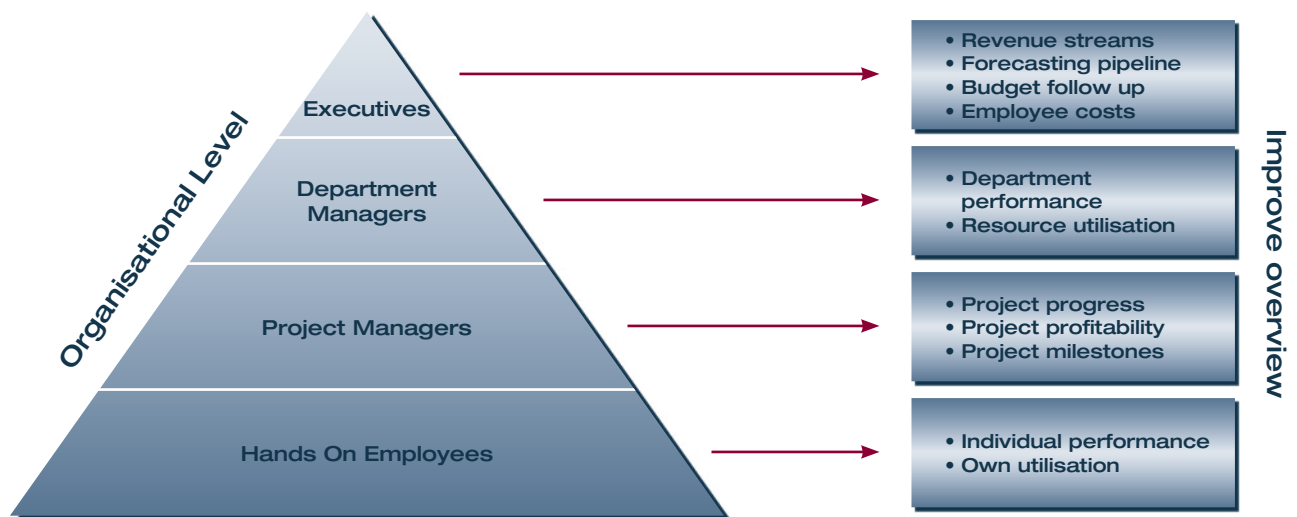 Organisational Level
Executives
Department
Managers
Project Managers
Hands On Employees
• Revenue streams
• Forecasting pipeline
• Budget follow up
• Employee costs
• Department
performance
• Resource utilisation
• Project progress
• Project profitability
• Project milestones
• Individual performance
• Own utilisation
Improve overview